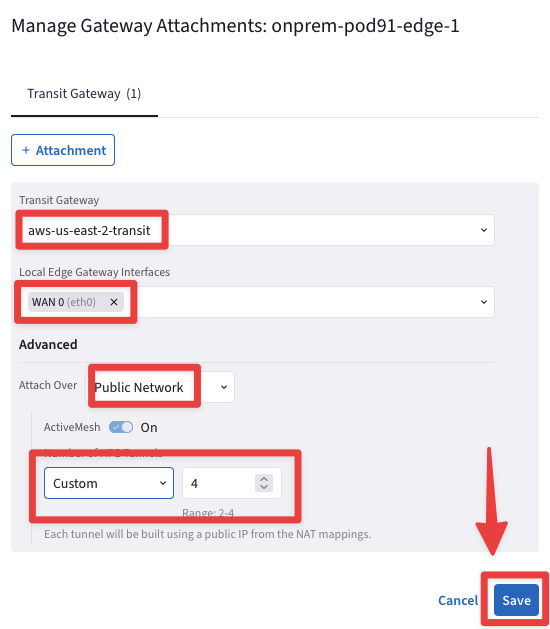 Manage Gateway Attachments: onprem-pod91-edge-1
Transit Gateway (1)
+ Attachment
Transit Gateway
aws-us-east-2-transit
Local Edge Gateway Interfaces
WAN 0 (eth0) ×
Advanced
Attach Over Public Network
ActiveMesh On
Number of HPE Tunnels
Custom 4
Range: 2-4
Each tunnel will be built using a public IP from the NAT mappings.
Cancel Save